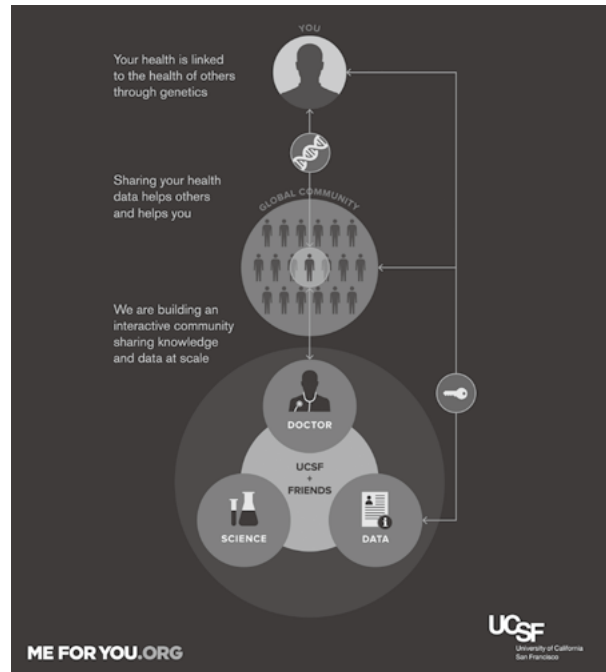 YOU
Your health is linked
to the health of others
through genetics
Sharing your health
data helps others
and helps you
GLOBAL COMMUNITY
We are building an
interactive community
sharing knowledge
and data at scale
DOCTOR
UCSF
+
FRIENDS
SCIENCE
i
DATA
ME FOR YOU.ORG
UCSF
University of California
San Francisco